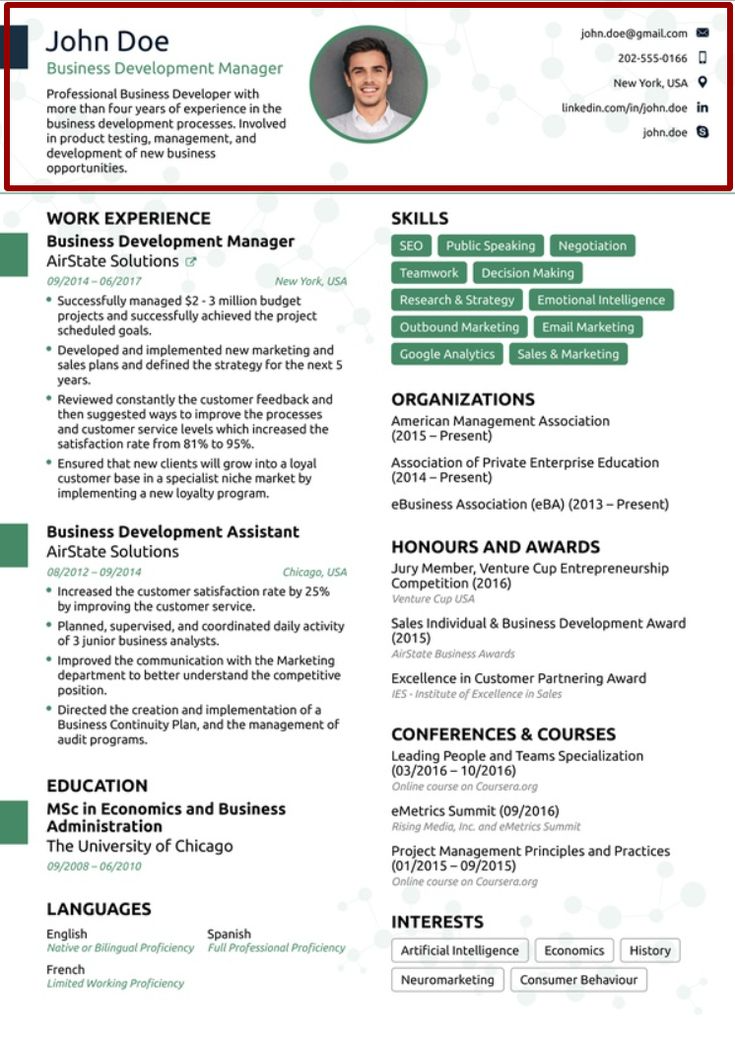 John Doe
Business Development Manager
Professional Business Developer with
more than four years of experience in the
business development processes. Involved
in product testing, management, and
development of new business
opportunities.
john.doe@gmail.com
202-555-0166
New York, USA
linkedin.com/in/john.doe
john.doe
WORK EXPERIENCE
Business Development Manager
AirState Solutions
09/2014 – 06/2017 New York, USA
• Successfully managed $2 - 3 million budget
projects and successfully achieved the project
scheduled goals.
• Developed and implemented new marketing and
sales plans and defined the strategy for the next 5
years.
• Reviewed constantly the customer feedback and
then suggested ways to improve the processes
and customer service levels which increased the
satisfaction rate from 81% to 95%.
• Ensured that new clients will grow into a loyal
customer base in a specialist niche market by
implementing a new loyalty program.
Business Development Assistant
AirState Solutions
08/2012 – 09/2014 Chicago, USA
• Increased the customer satisfaction rate by 25%
by improving the customer service.
• Planned, supervised, and coordinated daily activity
of 3 junior business analysts.
• Improved the communication with the Marketing
department to better understand the competitive
position.
• Directed the creation and implementation of a
Business Continuity Plan, and the management of
audit programs.
EDUCATION
MSc in Economics and Business
Administration
The University of Chicago
09/2008 – 06/2010
LANGUAGES
English
Native or Bilingual Proficiency
Spanish
Full Professional Proficiency
French
Limited Working Proficiency
SKILLS
SEO Public Speaking Negotiation
Teamwork Decision Making
Research & Strategy Emotional Intelligence
Outbound Marketing Email Marketing
Google Analytics Sales & Marketing
ORGANIZATIONS
American Management Association
(2015 – Present)
Association of Private Enterprise Education
(2014 – Present)
eBusiness Association (eBA) (2013 – Present)
HONOURS AND AWARDS
Jury Member, Venture Cup Entrepreneurship
Competition (2016)
Venture Cup USA
Sales Individual & Business Development Award
(2015)
AirState Business Awards
Excellence in Customer Partnering Award
IES - Institute of Excellence in Sales
CONFERENCES & COURSES
Leading People and Teams Specialization
(03/2016 – 10/2016)
Online course on Coursera.org
eMetrics Summit (09/2016)
Rising Media, Inc. and eMetrics Summit
Project Management Principles and Practices
(01/2015 – 09/2015)
Online course on Coursera.org
INTERESTS
Artificial Intelligence Economics History
Neuromarketing Consumer Behaviour